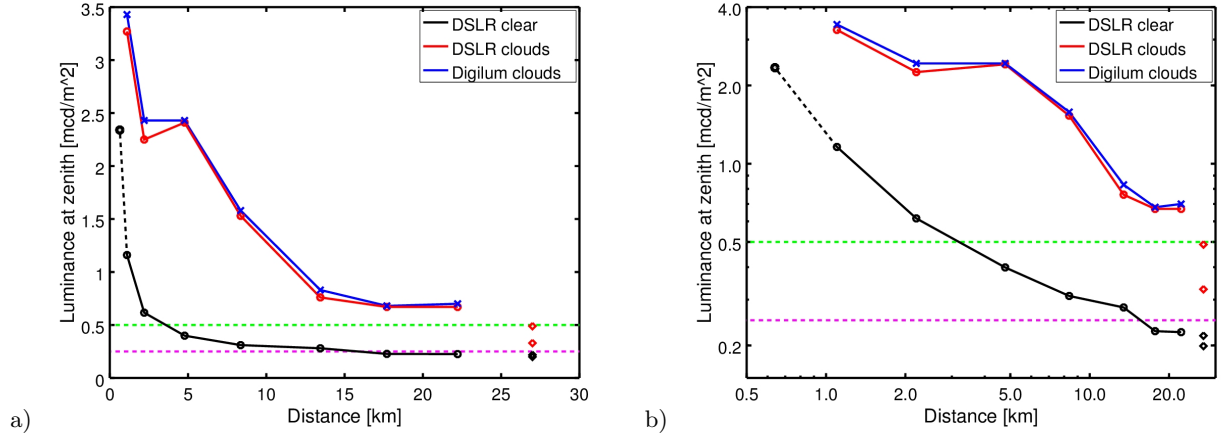 3.5
3
2.5
2
1.5
1
0.5
0
Luminance at zenith [mcd/m^2]
DSLR clear
DSLR clouds
Digilum clouds
0 5 10 15 20 25 30
Distance [km]
a)
4.0
2.0
1.0
0.5
0.2
Luminance at zenith [mcd/m^2]
DSLR clear
DSLR clouds
Digilum clouds
0.5 1.0 2.0 5.0 10.0 20.0
Distance [km]
b)